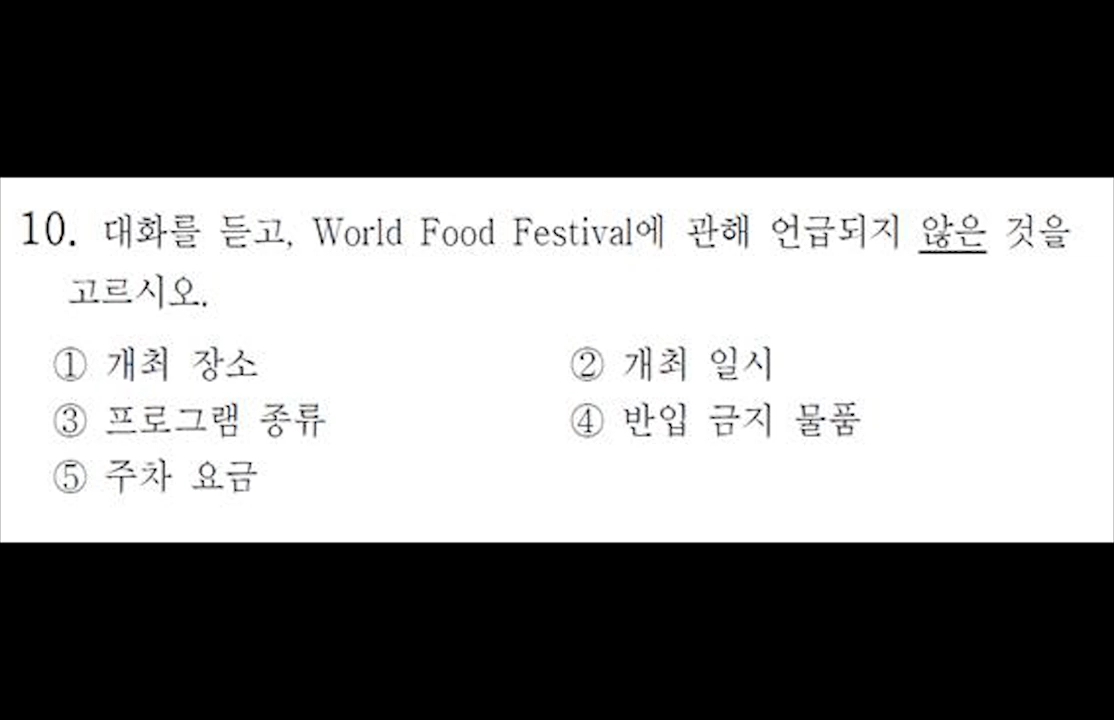 10. 대화를 듣고, World Food Festival에 관해 언급되지 않은 것을
고르시오.
① 개최 장소 ② 개최 일시
③ 프로그램 종류 ④ 반입 금지 물품
⑤ 주차 요금